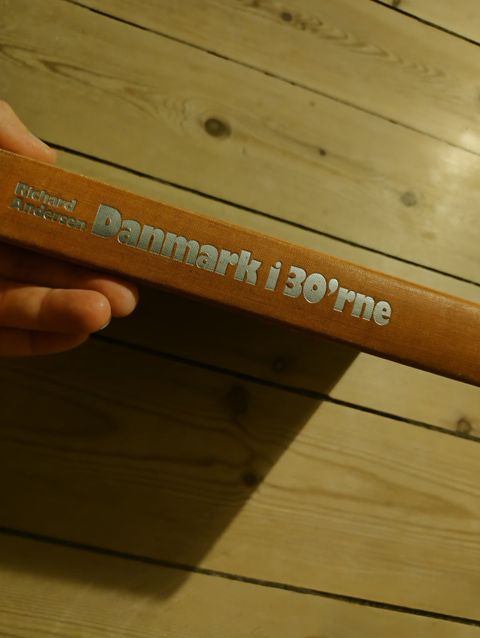 Richard
Andersen
Danmark i 30'rne